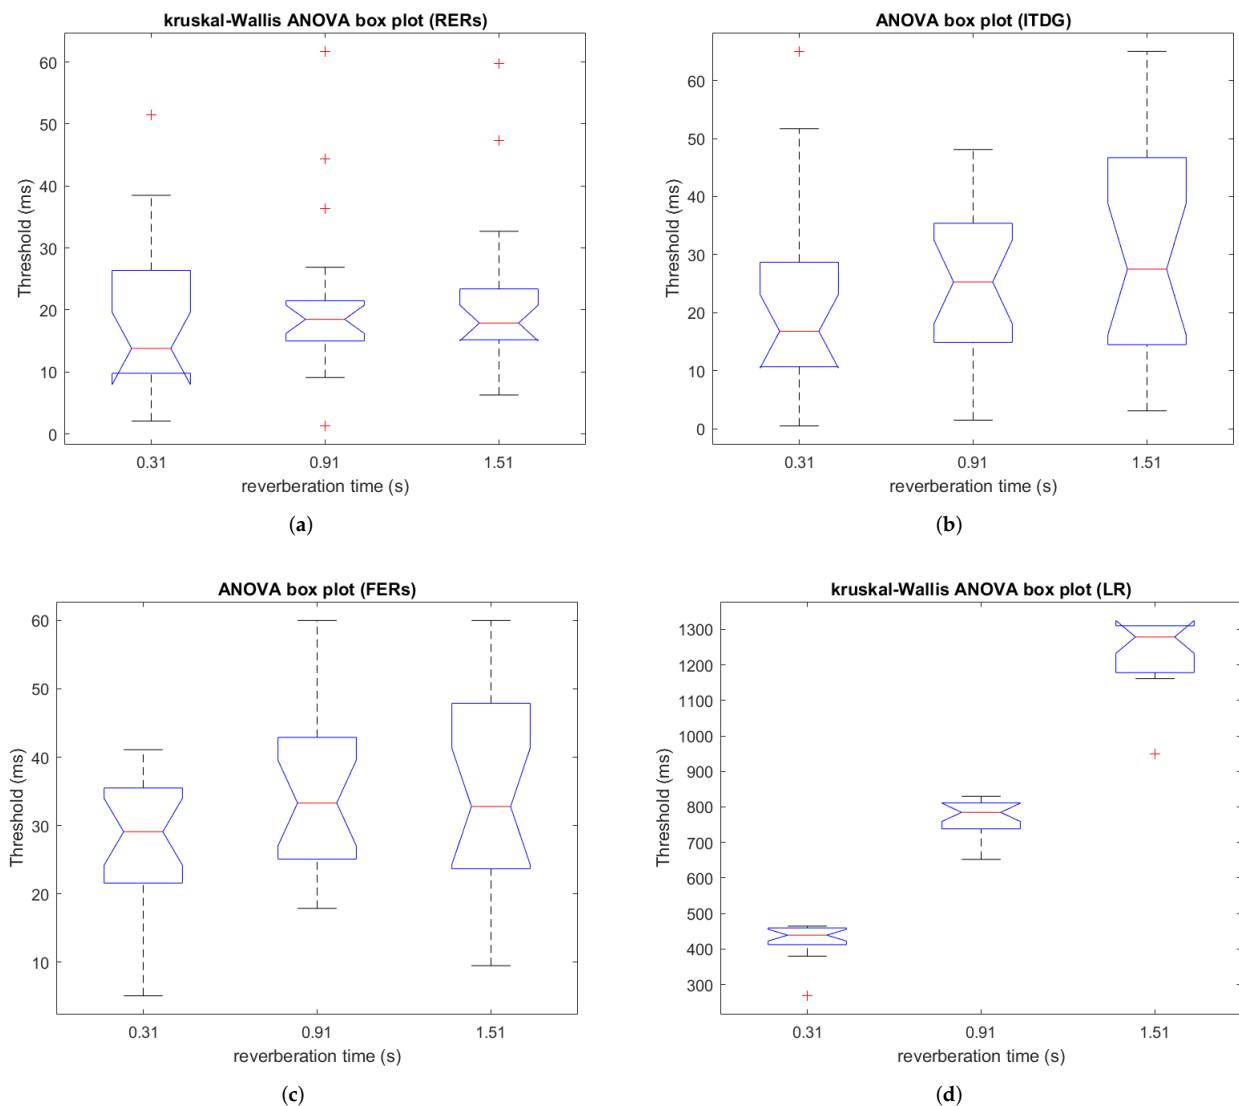 kruskal-Wallis ANOVA box plot (RERs)
60
50
40
30
20
10
0
Threshold (ms)
0.31 0.91 1.51
reverberation time (s)
(a)
ANOVA box plot (ITDG)
60
50
40
30
20
10
0
Threshold (ms)
0.31 0.91 1.51
reverberation time (s)
(b)
ANOVA box plot (FERs)
60
50
40
30
20
10
Threshold (ms)
0.31 0.91 1.51
reverberation time (s)
(c)
kruskal-Wallis ANOVA box plot (LR)
1300
1200
1100
1000
900
800
700
600
500
400
300
Threshold (ms)
0.31 0.91 1.51
reverberation time (s)
(d)